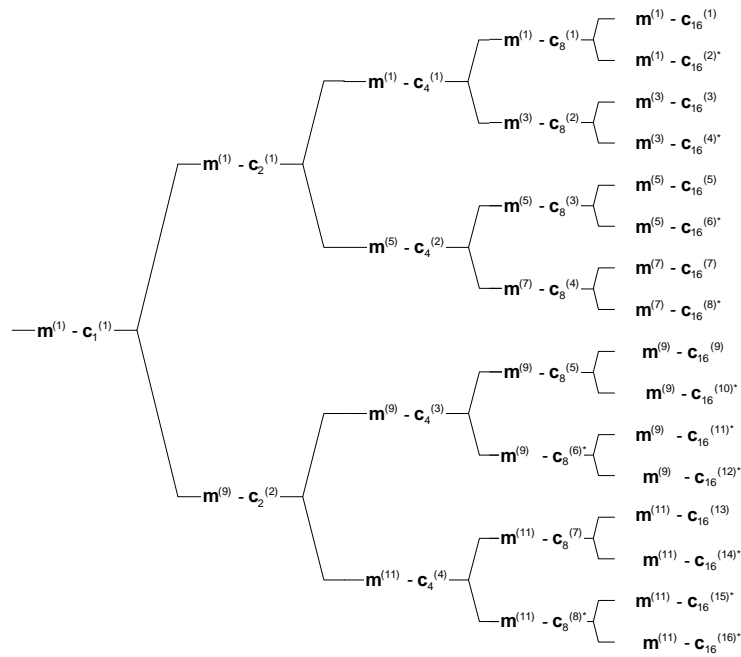 m(1) - c16(1)
m(1) - c8(1)
m(1) - c16(2)*
m(1) - c4(1)
m(3) - c16(3)
m(3) - c8(2)
m(3) - c16(4)*
m(1) - c2(1)
m(5) - c16(5)
m(5) - c8(3)
m(5) - c16(6)*
m(5) - c4(2)
m(7) - c16(7)
m(7) - c8(4)
m(7) - c16(8)*
m(1) - c1(1)
m(9) - c16(9)
m(9) - c8(5)
m(9) - c16(10)*
m(9) - c4(3)
m(9) - c16(11)*
m(9) - c8(6)*
m(9) - c16(12)*
m(9) - c2(2)
m(11) - c16(13)
m(11) - c8(7)
m(11) - c16(14)*
m(11) - c4(4)
m(11) - c16(15)*
m(11) - c8(8)*
m(11) - c16(16)*